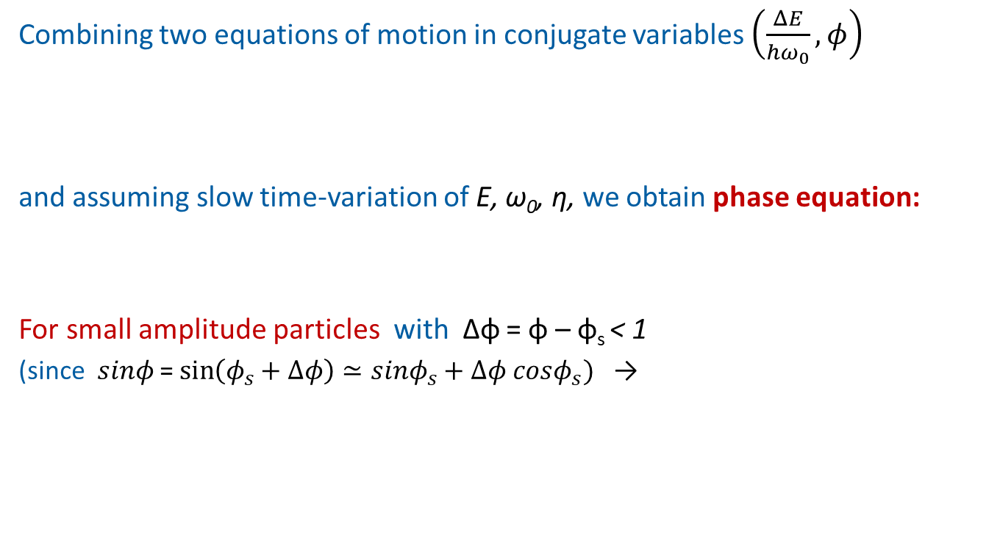 Combining two equations of motion in conjugate variables (ΔE/hω₀, ϕ)
and assuming slow time-variation of E, ω₀, η, we obtain phase equation:
For small amplitude particles with Δϕ = ϕ – ϕₛ < 1
(since sinϕ = sin(ϕₛ + Δϕ) ≃ sinϕₛ + Δϕ cosϕₛ) →